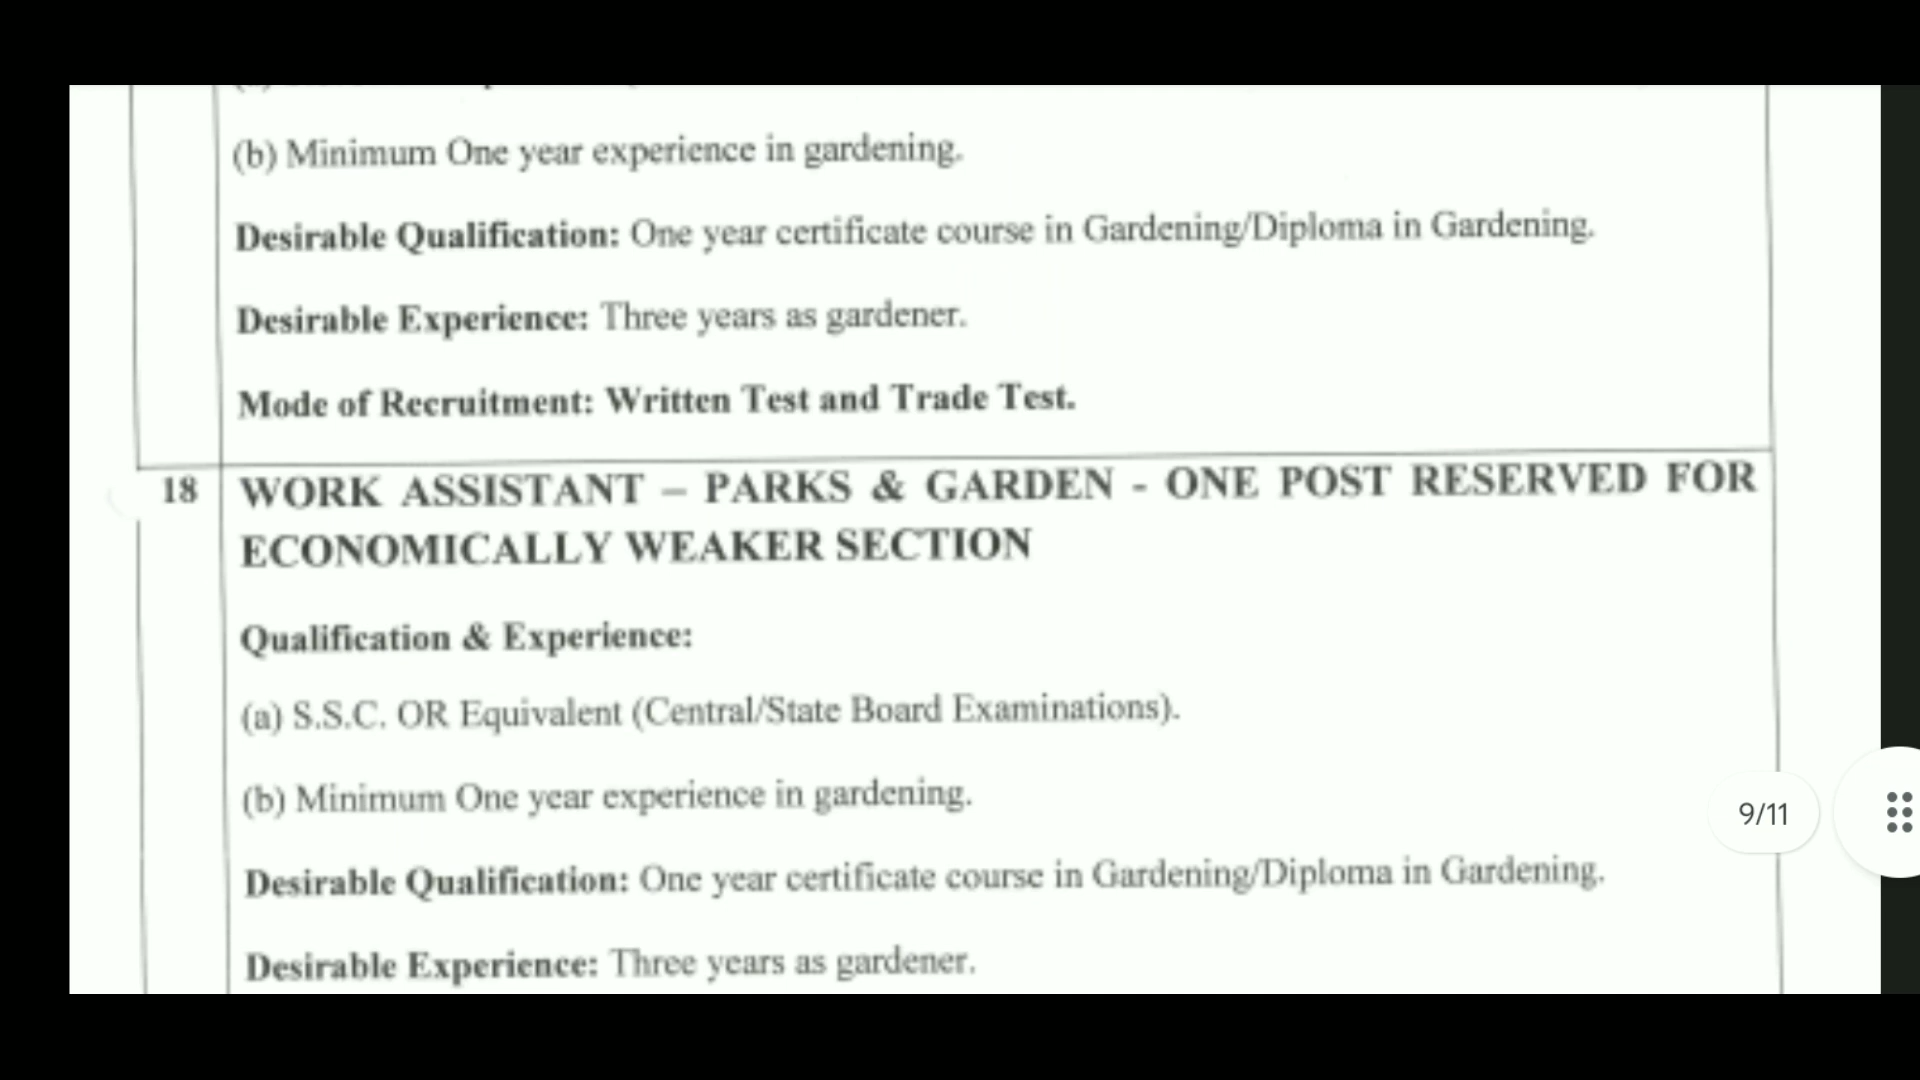 (b) Minimum One year experience in gardening.
Desirable Qualification: One year certificate course in Gardening/Diploma in Gardening.
Desirable Experience: Three years as gardener.
Mode of Recruitment: Written Test and Trade Test.
18 WORK ASSISTANT – PARKS & GARDEN - ONE POST RESERVED FOR
ECONOMICALLY WEAKER SECTION
Qualification & Experience:
(a) S.S.C. OR Equivalent (Central/State Board Examinations).
(b) Minimum One year experience in gardening.
9/11
Desirable Qualification: One year certificate course in Gardening/Diploma in Gardening.
Desirable Experience: Three years as gardener.